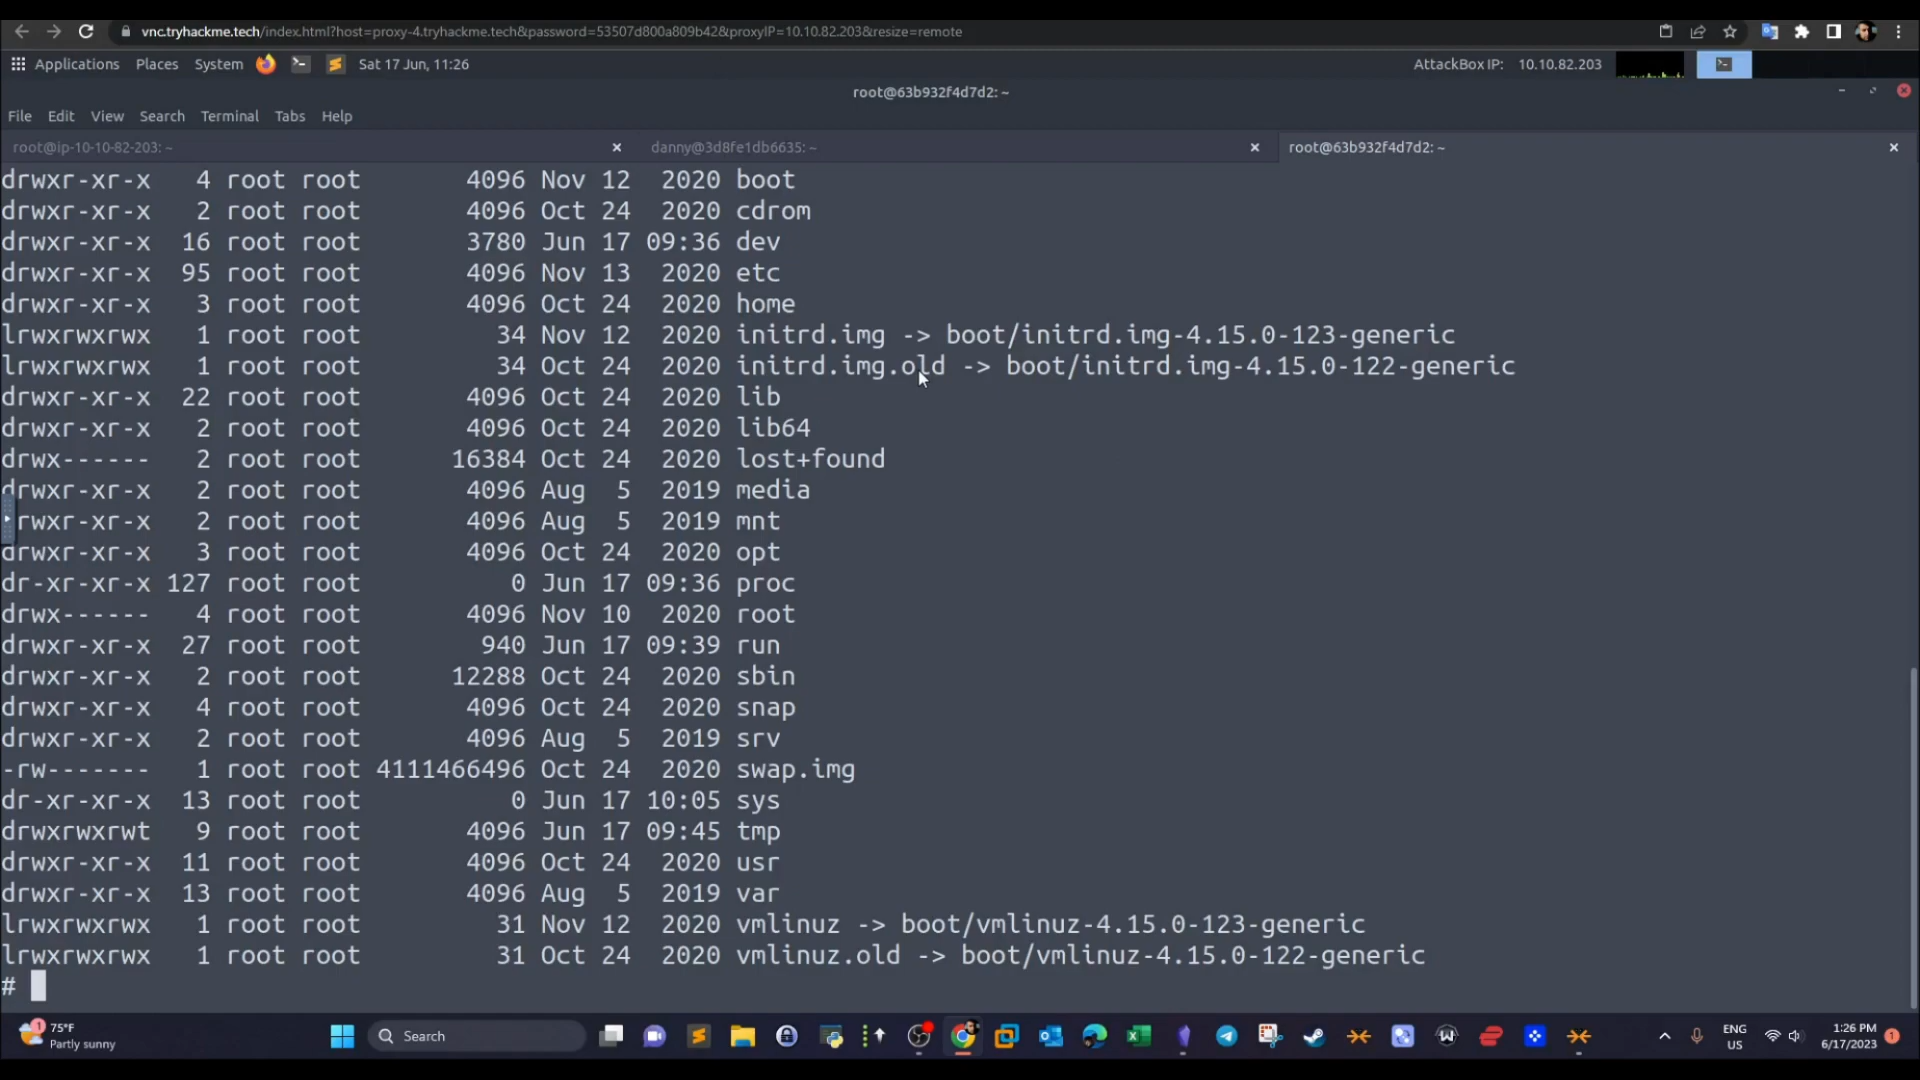 vnc.tryhackme.tech/index.html?host=proxy-4.tryhackme.tech&password=53507d800a809b42&proxyIP=10.10.82.203&resize=remote
Applications Places System Sat 17 Jun, 11:26 AttackBox IP: 10.10.82.203
root@63b932f4d7d2: ~
File Edit View Search Terminal Tabs Help
root@ip-10-10-82-203: ~ × danny@3d8fe1db6635: ~ × root@63b932f4d7d2: ~ ×
drwxr-xr-x 4 root root 4096 Nov 12 2020 boot
drwxr-xr-x 2 root root 4096 Oct 24 2020 cdrom
drwxr-xr-x 16 root root 3780 Jun 17 09:36 dev
drwxr-xr-x 95 root root 4096 Nov 13 2020 etc
drwxr-xr-x 3 root root 4096 Oct 24 2020 home
lrwxrwxrwx 1 root root 34 Nov 12 2020 initrd.img -> boot/initrd.img-4.15.0-123-generic
lrwxrwxrwx 1 root root 34 Oct 24 2020 initrd.img.old -> boot/initrd.img-4.15.0-122-generic
drwxr-xr-x 22 root root 4096 Oct 24 2020 lib
drwxr-xr-x 2 root root 4096 Oct 24 2020 lib64
drwx------ 2 root root 16384 Oct 24 2020 lost+found
drwxr-xr-x 2 root root 4096 Aug 5 2019 media
drwxr-xr-x 2 root root 4096 Aug 5 2019 mnt
drwxr-xr-x 3 root root 4096 Oct 24 2020 opt
dr-xr-xr-x 127 root root 0 Jun 17 09:36 proc
drwx------ 4 root root 4096 Nov 10 2020 root
drwxr-xr-x 27 root root 940 Jun 17 09:39 run
drwxr-xr-x 2 root root 12288 Oct 24 2020 sbin
drwxr-xr-x 4 root root 4096 Oct 24 2020 snap
drwxr-xr-x 2 root root 4096 Aug 5 2019 srv
-rw------- 1 root root 4111466496 Oct 24 2020 swap.img
dr-xr-xr-x 13 root root 0 Jun 17 10:05 sys
drwxrwxrwt 9 root root 4096 Jun 17 09:45 tmp
drwxr-xr-x 11 root root 4096 Oct 24 2020 usr
drwxr-xr-x 13 root root 4096 Aug 5 2019 var
lrwxrwxrwx 1 root root 31 Nov 12 2020 vmlinuz -> boot/vmlinuz-4.15.0-123-generic
lrwxrwxrwx 1 root root 31 Oct 24 2020 vmlinuz.old -> boot/vmlinuz-4.15.0-122-generic
#
1 75°F
Partly sunny
Search
ENG
US
1:26 PM
6/17/2023
1